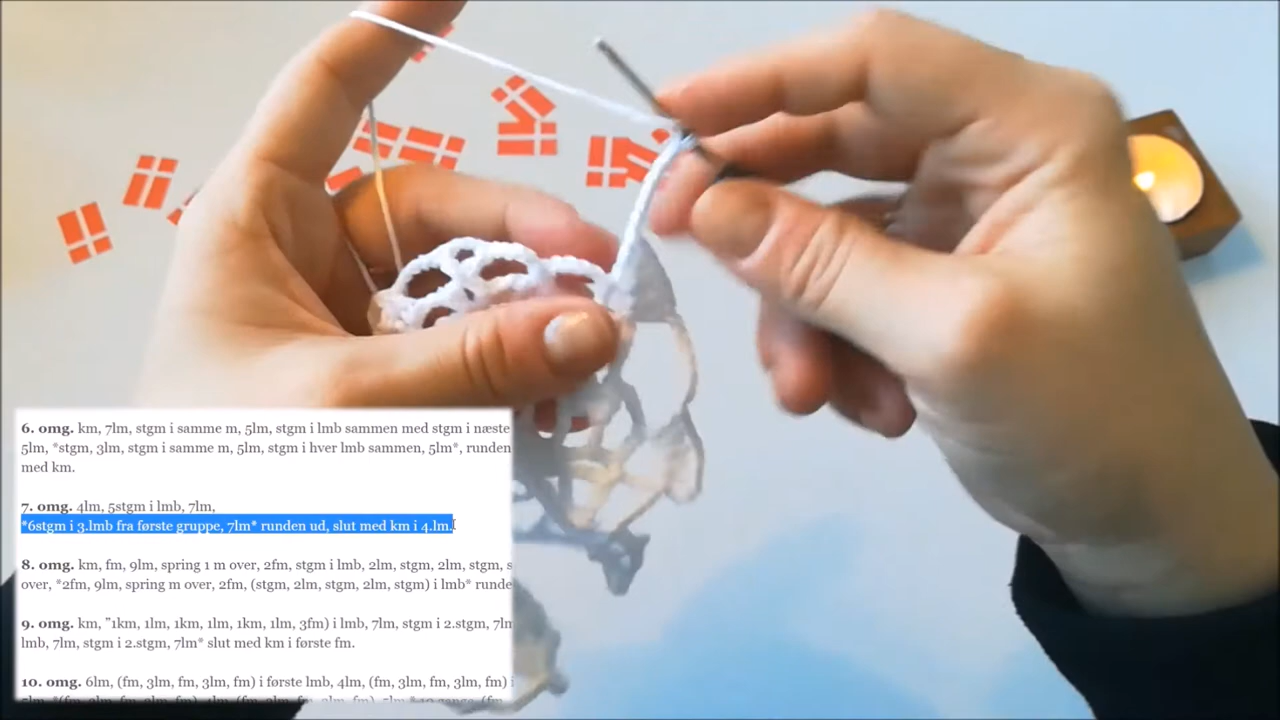 6. omg. km, 7lm, stgm i samme m, 5lm, stgm i lmb sammen med stgm i næste
5lm, *stgm, 3lm, stgm i samme m, 5lm, stgm i hver lmb sammen, 5lm*, runden
med km.
7. omg. 4lm, 5stgm i lmb, 7lm,
*6stgm i 3.lmb fra første gruppe, 7lm* runden ud, slut med km i 4.lm.
8. omg. km, fm, 9lm, spring 1 m over, 2fm, stgm i lmb, 2lm, stgm, 2lm, stgm, s
over, *2fm, 9lm, spring m over, 2fm, (stgm, 2lm, stgm, 2lm, stgm) i lmb* runde
9. omg. km, "1km, 1lm, 1km, 1lm, 1km, 1lm, 3fm) i lmb, 7lm, stgm i 2.stgm, 7lm
lmb, 7lm, stgm i 2.stgm, 7lm* slut med km i første fm.
10. omg. 6lm, (fm, 3lm, fm, 3lm, fm) i første lmb, 4lm, (fm, 3lm, fm, 3lm, fm) i